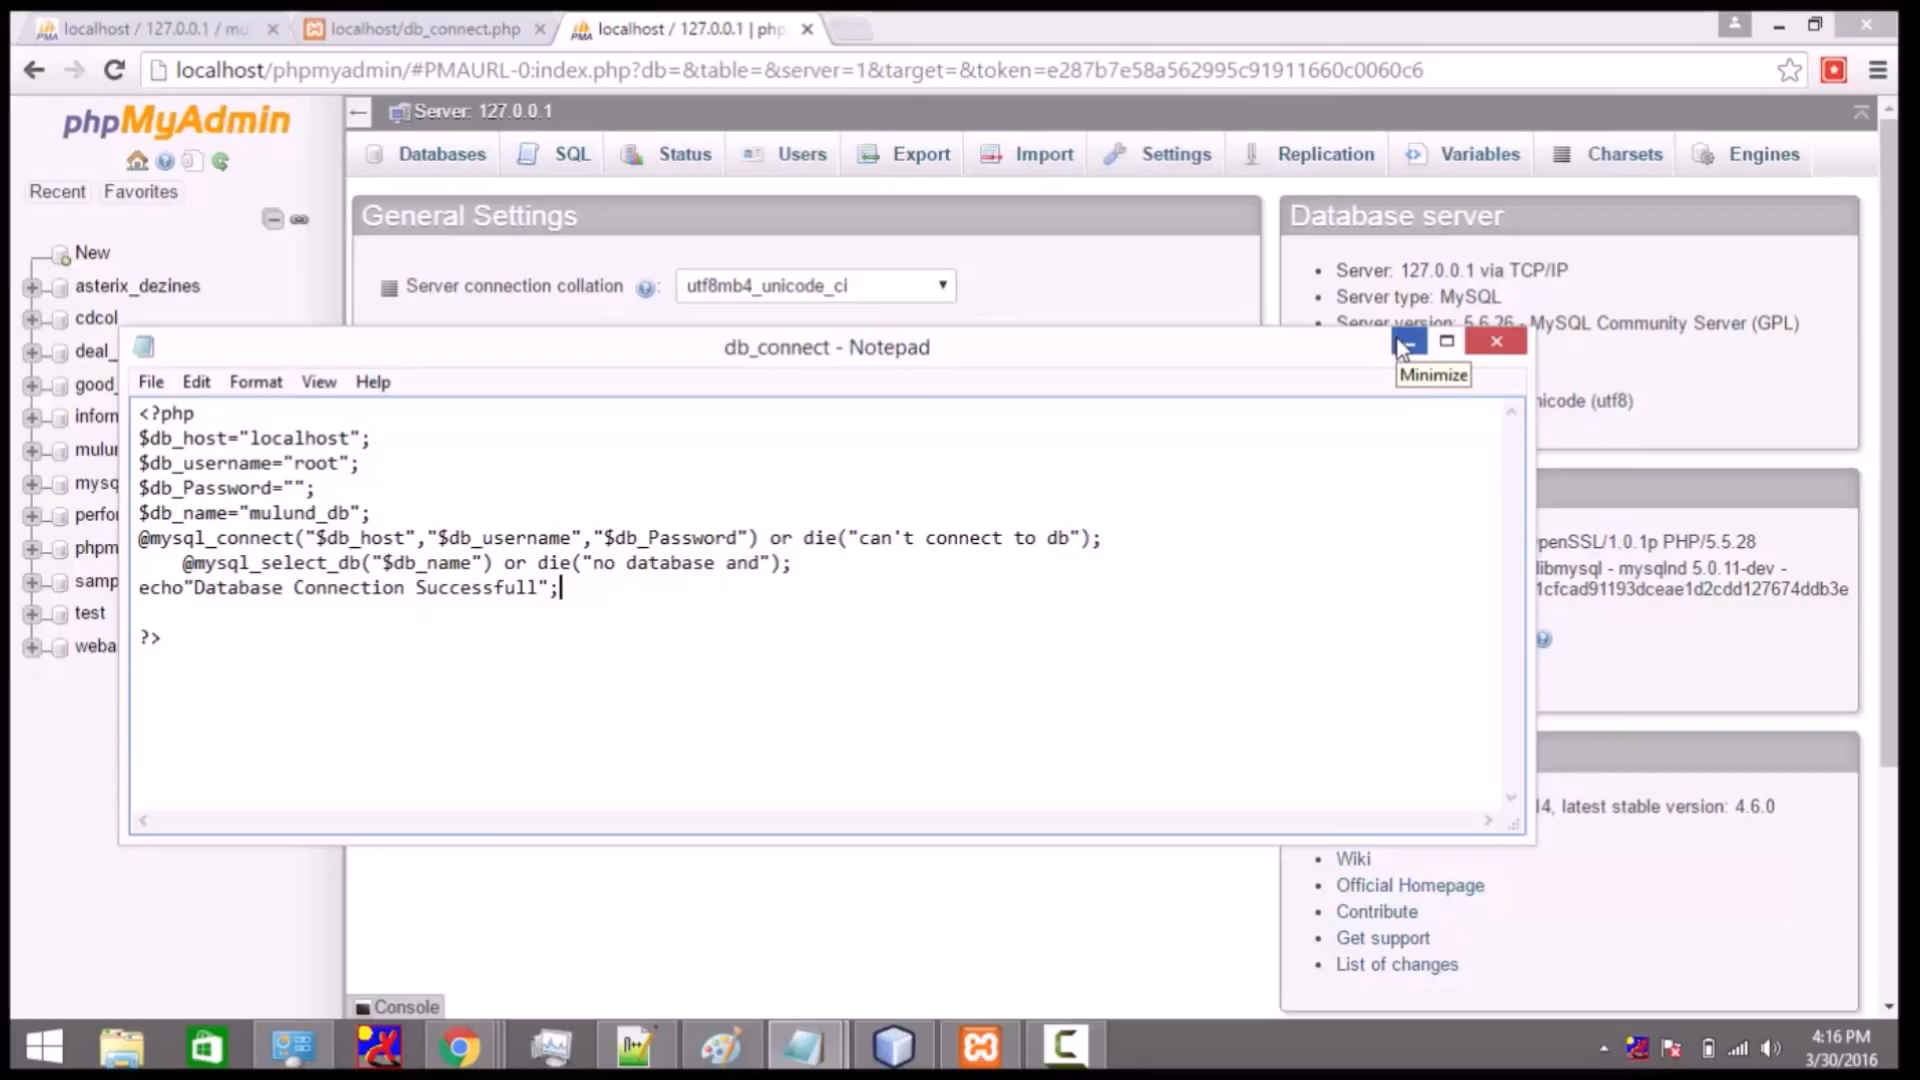 localhost / 127.0.0.1 / mu
localhost/db_connect.php
localhost / 127.0.0.1 | php
localhost/phpmyadmin/#PMAURL-0:index.php?db=&table=&server=1&target=&token=e287b7e58a562995c91911660c0060c6
phpMyAdmin
Recent Favorites
New
asterix_dezines
cdcol
deal_
good_
inforn
mulun
mysq
perfo
phpm
samp
test
weba
Server: 127.0.0.1
Databases SQL Status Users Export Import Settings Replication Variables Charsets Engines
General Settings
Server connection collation : utf8mb4_unicode_ci
Database server
Server: 127.0.0.1 via TCP/IP
Server type: MySQL
Server version: 5.6.26 - MySQL Community Server (GPL)
nicode (utf8)
penSSL/1.0.1p PHP/5.5.28
libmysql - mysqlnd 5.0.11-dev -
1cfcad91193dceae1d2cdd127674ddb3e
14, latest stable version: 4.6.0
Wiki
Official Homepage
Contribute
Get support
List of changes
db_connect - Notepad
Minimize
File Edit Format View Help
<?php
$db_host="localhost";
$db_username="root";
$db_Password="";
$db_name="mulund_db";
@mysql_connect("$db_host","$db_username","$db_Password") or die("can't connect to db");
@mysql_select_db("$db_name") or die("no database and");
echo"Database Connection Successfull";
?>
Console
4:16 PM
3/30/2016